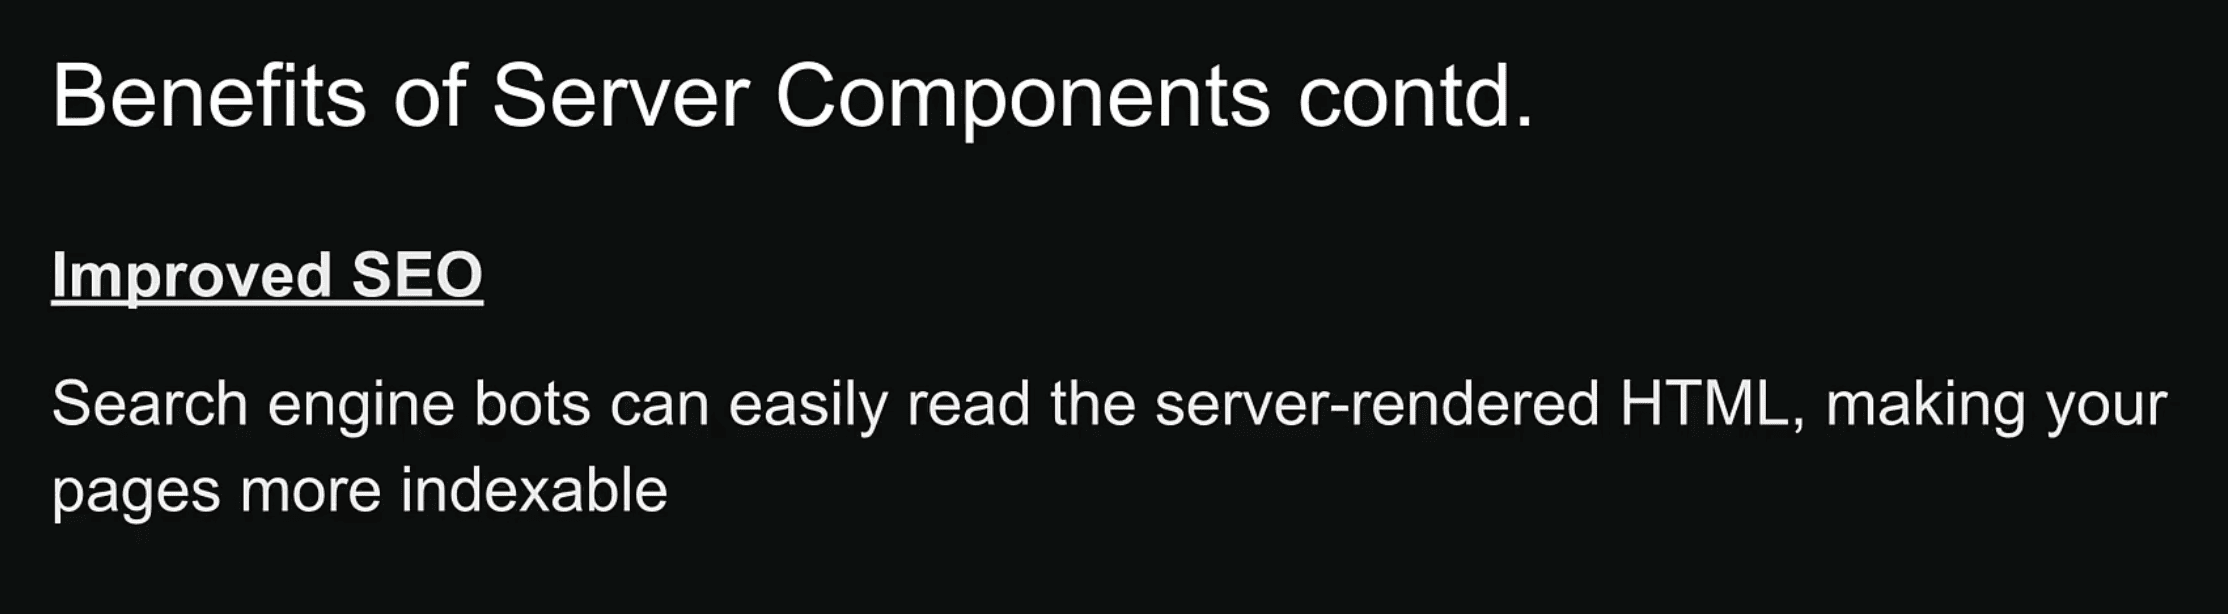 Benefits of Server Components contd.
Improved SEO
Search engine bots can easily read the server-rendered HTML, making your
pages more indexable